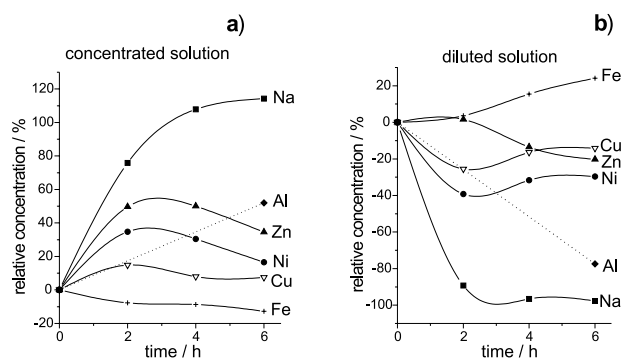 a)
concentrated solution
relative concentration / %
120
100
80
60
40
20
0
-20
Na
Al
Zn
Ni
Cu
Fe
0 2 4 6
time / h
b)
diluted solution
relative concentration / %
20
0
-20
-40
-60
-80
-100
Fe
Cu
Zn
Ni
Al
Na
0 2 4 6
time / h